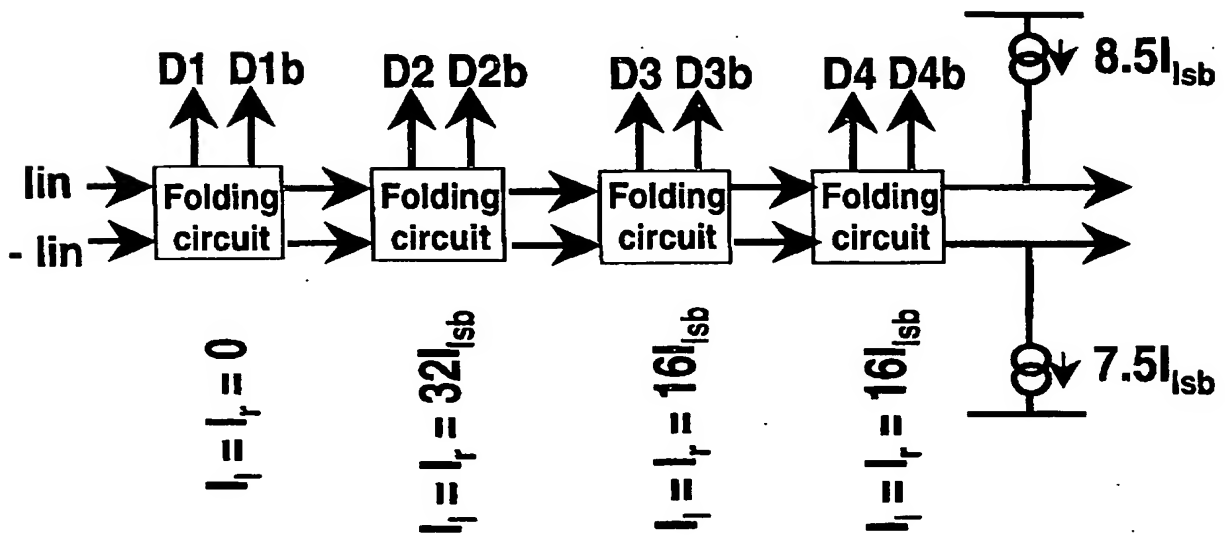 D1 D1b D2 D2b D3 D3b D4 D4b
8.5Ilsb
Iin
- Iin
Folding circuit
Folding circuit
Folding circuit
Folding circuit
7.5Ilsb
Il = Ir = 0
Il = Ir = 32Ilsb
Il = Ir = 16Ilsb
Il = Ir = 16Ilsb